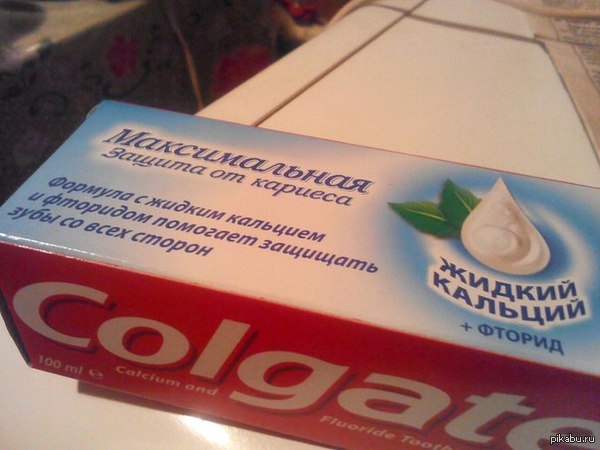 Максимальная
Защита от кариеса
Формула с жидким кальцием
и фторидом помогает защищать
зубы со всех сторон
ЖИДКИЙ
КАЛЬЦИЙ
+ ФТОРИД
Colgate
100 ml e
Calcium and
Fluoride
pikabu.ru